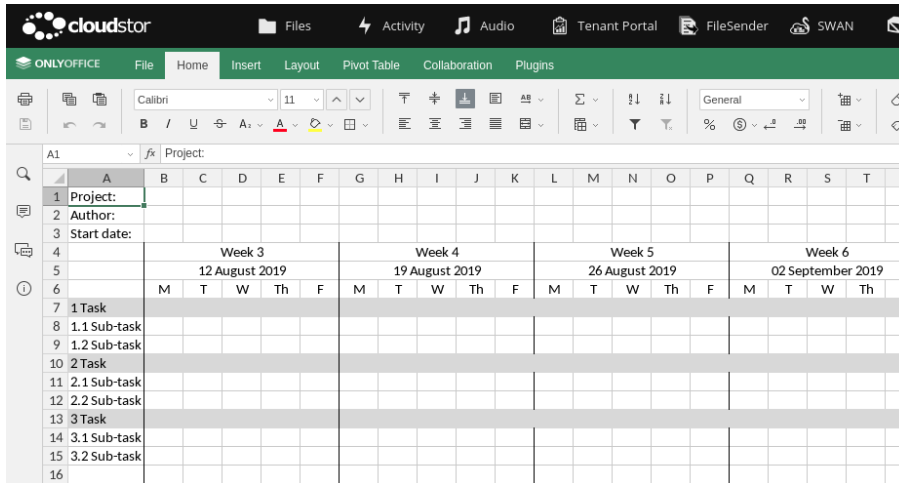 cloudstor Files Activity Audio Tenant Portal FileSender SWAN
ONLYOFFICE File Home Insert Layout Pivot Table Collaboration Plugins
Calibri 11 General
B I U S A A % $
A1 fx Project:
A B C D E F G H I J K L M N O P Q R S T
1 Project:
2 Author:
3 Start date:
4 Week 3 Week 4 Week 5 Week 6
5 12 August 2019 19 August 2019 26 August 2019 02 September 2019
6 M T W Th F M T W Th F M T W Th F M T W Th
7 1 Task
8 1.1 Sub-task
9 1.2 Sub-task
10 2 Task
11 2.1 Sub-task
12 2.2 Sub-task
13 3 Task
14 3.1 Sub-task
15 3.2 Sub-task
16